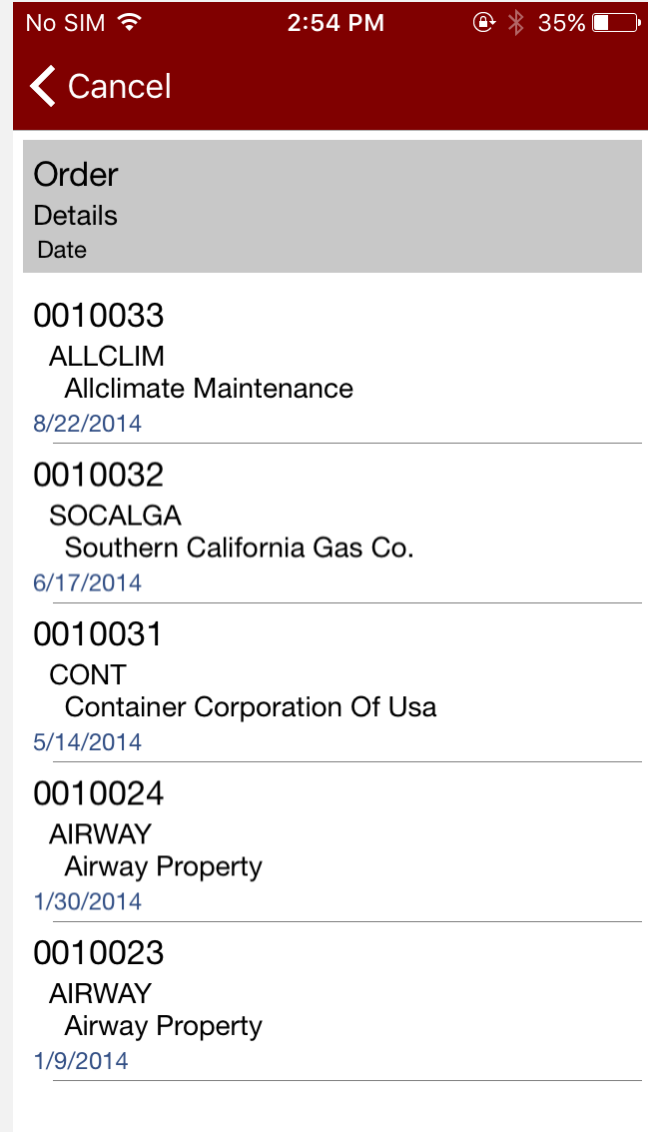 No SIM 2:54 PM 35%
Cancel
Order
Details
Date
0010033
ALLCLIM
Allclimate Maintenance
8/22/2014
0010032
SOCALGA
Southern California Gas Co.
6/17/2014
0010031
CONT
Container Corporation Of Usa
5/14/2014
0010024
AIRWAY
Airway Property
1/30/2014
0010023
AIRWAY
Airway Property
1/9/2014